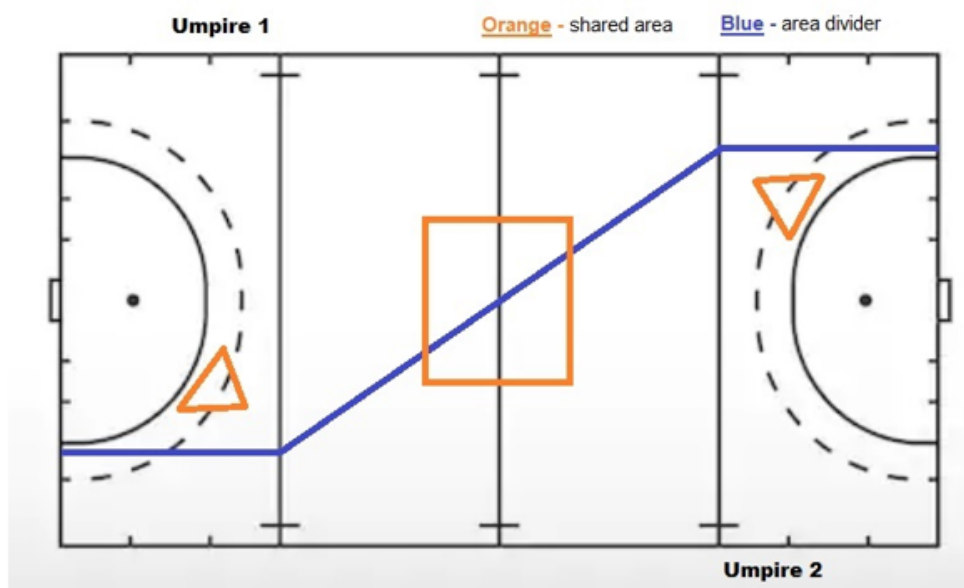 Umpire 1
Orange - shared area
Blue - area divider
Umpire 2